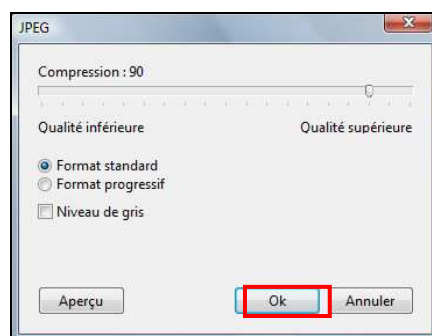 JPEG
Compression : 90
Qualité inférieure Qualité supérieure
Format standard
Format progressif
Niveau de gris
Aperçu Ok Annuler